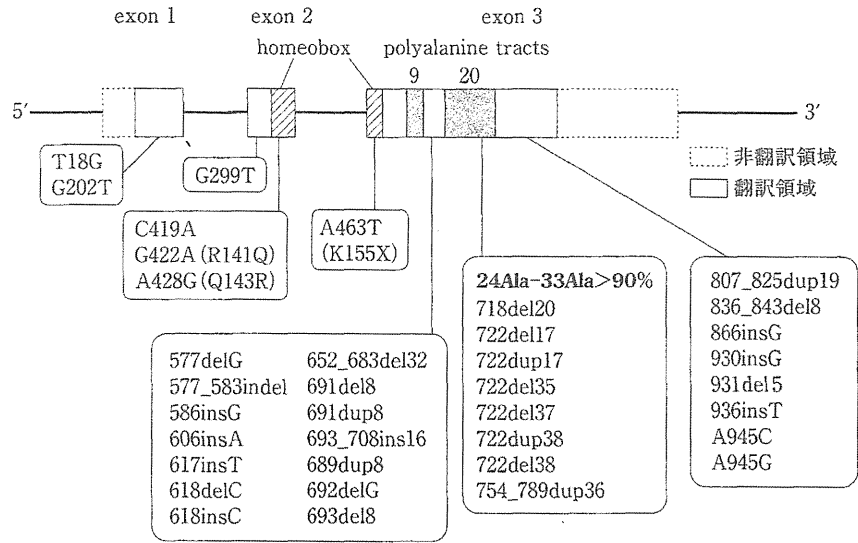 exon 1
exon 2
exon 3
homeobox
polyalanine tracts
9
20
5′
3′
T18G
G202T
G299T
非翻訳領域
翻訳領域
C419A
G422A (R141Q)
A428G (Q143R)
A463T
(K155X)
24Ala-33Ala>90%
718del20
722del17
722dup17
722del35
722del37
722dup38
722del38
754_789dup36
807_825dup19
836_843del8
866insG
930insG
931del5
936insT
A945C
A945G
577delG
577_583indel
586insG
606insA
617insT
618delC
618insC
652_683del32
691del8
691dup8
693_708ins16
689dup8
692delG
693del8